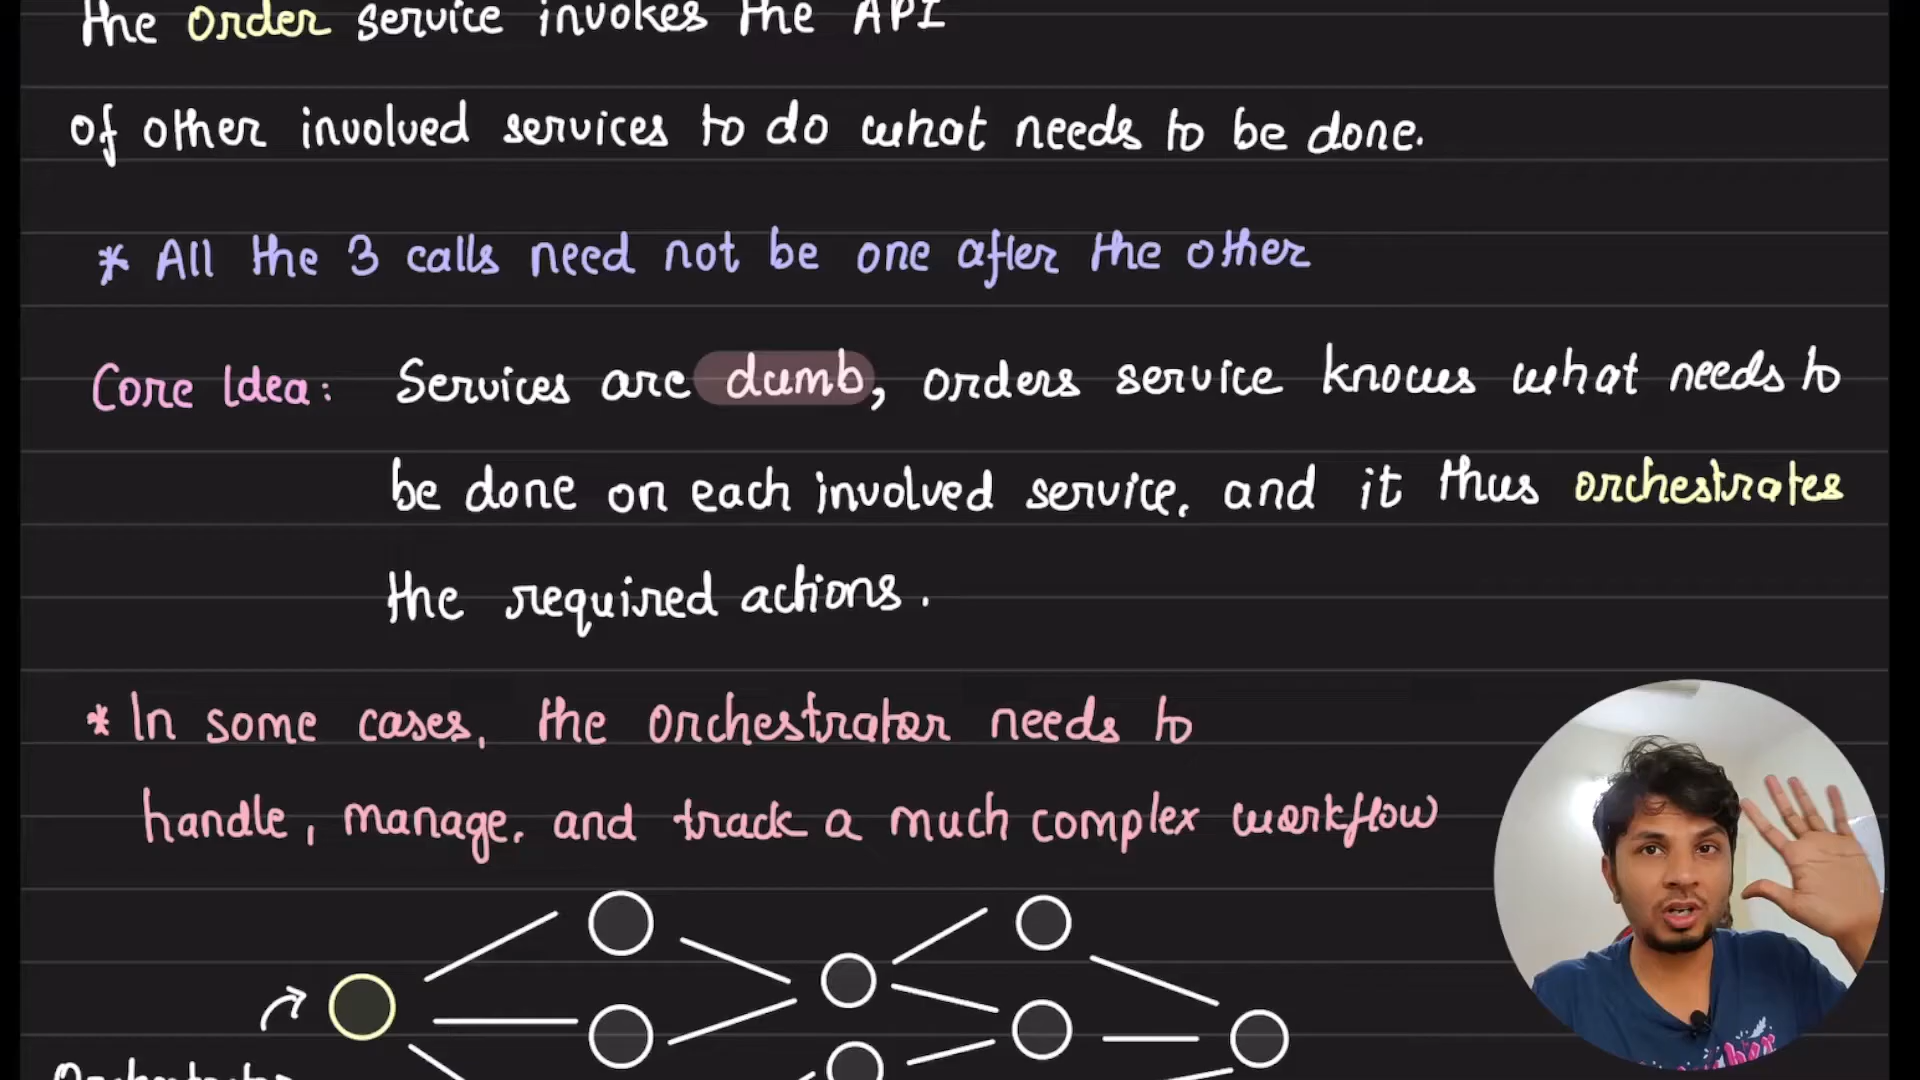 the order service invokes the API
of other involved services to do what needs to be done.
* All the 3 calls need not be one after the other
Core Idea: Services are dumb, orders service knows what needs to
be done on each involved service, and it thus orchestrates
the required actions.
* In some cases, the orchestrator needs to
handle, manage, and track a much complex workflow
Orchestrator